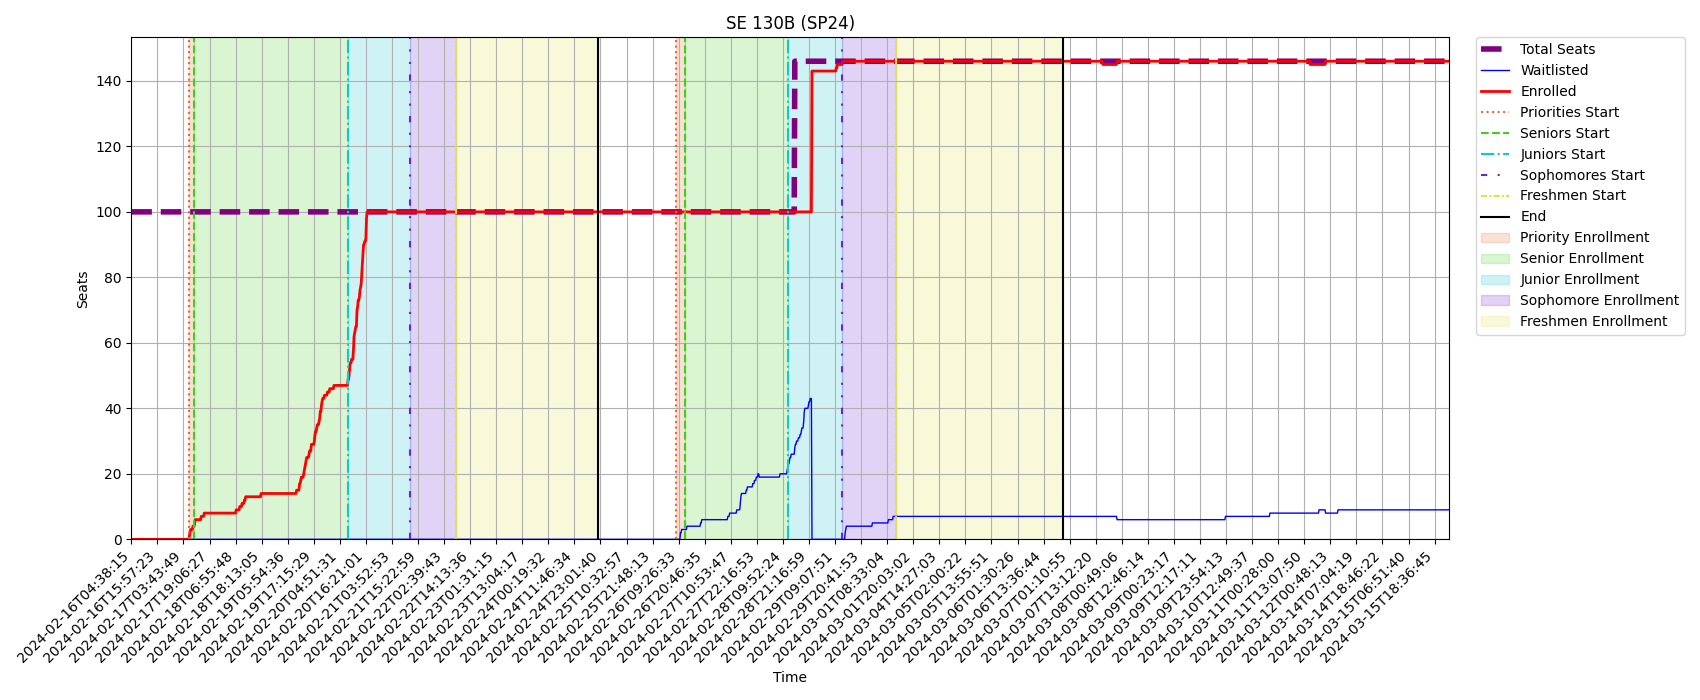 SE 130B (SP24)
Seats
140
120
100
80
60
40
20
0
2024-02-16T04:38:15
2024-02-16T15:57:23
2024-02-17T03:43:49
2024-02-17T19:06:27
2024-02-18T06:55:48
2024-02-18T18:13:05
2024-02-19T05:54:36
2024-02-19T17:15:29
2024-02-20T04:51:31
2024-02-20T16:21:01
2024-02-21T03:52:53
2024-02-21T15:22:59
2024-02-22T02:39:43
2024-02-22T14:13:36
2024-02-23T01:31:15
2024-02-23T13:04:17
2024-02-24T00:19:32
2024-02-24T11:46:34
2024-02-24T23:01:40
2024-02-25T10:32:57
2024-02-25T21:48:13
2024-02-26T09:26:33
2024-02-26T20:46:35
2024-02-27T10:53:47
2024-02-27T22:16:53
2024-02-28T09:52:24
2024-02-28T21:16:59
2024-02-29T09:07:51
2024-02-29T20:41:53
2024-03-01T08:33:04
2024-03-01T20:03:02
2024-03-04T14:27:03
2024-03-05T02:00:22
2024-03-05T13:55:51
2024-03-06T01:30:26
2024-03-06T13:36:44
2024-03-07T01:10:55
2024-03-07T13:12:20
2024-03-08T00:49:06
2024-03-08T12:46:14
2024-03-09T00:23:17
2024-03-09T12:17:11
2024-03-09T23:54:13
2024-03-10T12:49:37
2024-03-11T00:28:00
2024-03-11T13:07:50
2024-03-12T00:48:13
2024-03-14T07:04:19
2024-03-14T18:46:22
2024-03-15T06:51:40
2024-03-15T18:36:45
Time
Total Seats
Waitlisted
Enrolled
Priorities Start
Seniors Start
Juniors Start
Sophomores Start
Freshmen Start
End
Priority Enrollment
Senior Enrollment
Junior Enrollment
Sophomore Enrollment
Freshmen Enrollment